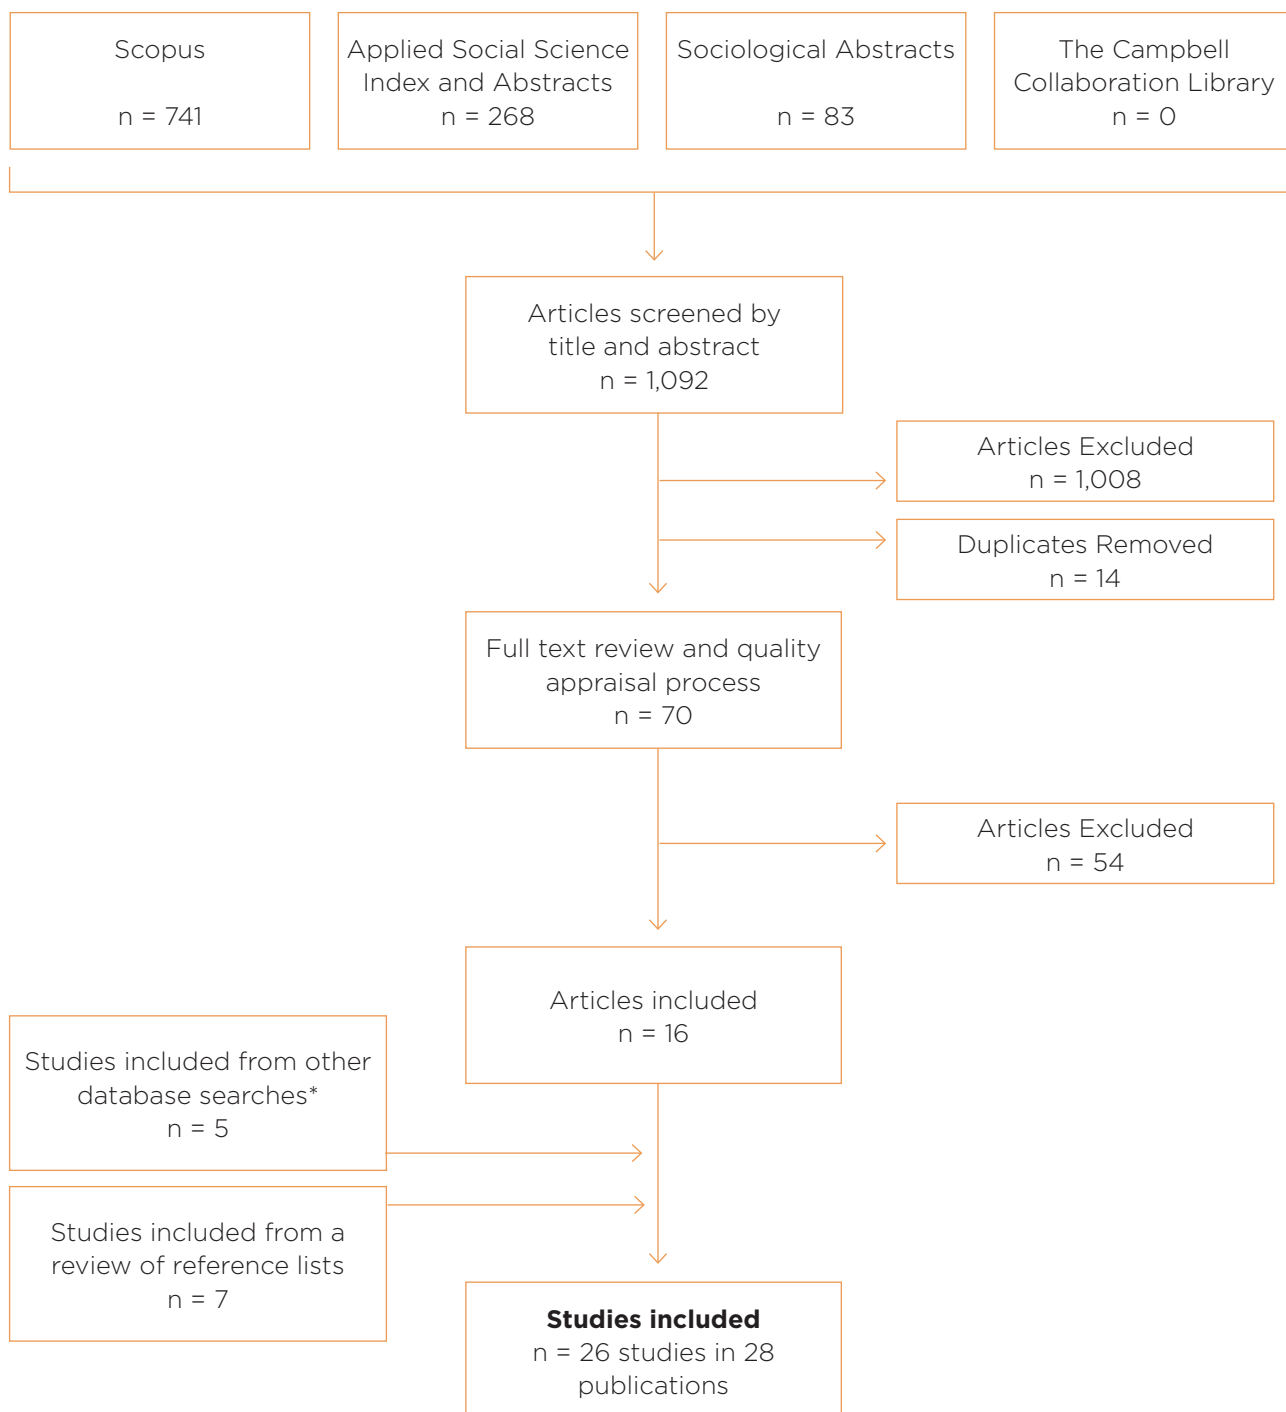 Scopus
n = 741
Applied Social Science
Index and Abstracts
n = 268
Sociological Abstracts
n = 83
The Campbell
Collaboration Library
n = 0
Articles screened by
title and abstract
n = 1,092
Articles Excluded
n = 1,008
Duplicates Removed
n = 14
Full text review and quality
appraisal process
n = 70
Articles Excluded
n = 54
Articles included
n = 16
Studies included from other
database searches*
n = 5
Studies included from a
review of reference lists
n = 7
Studies included
n = 26 studies in 28
publications